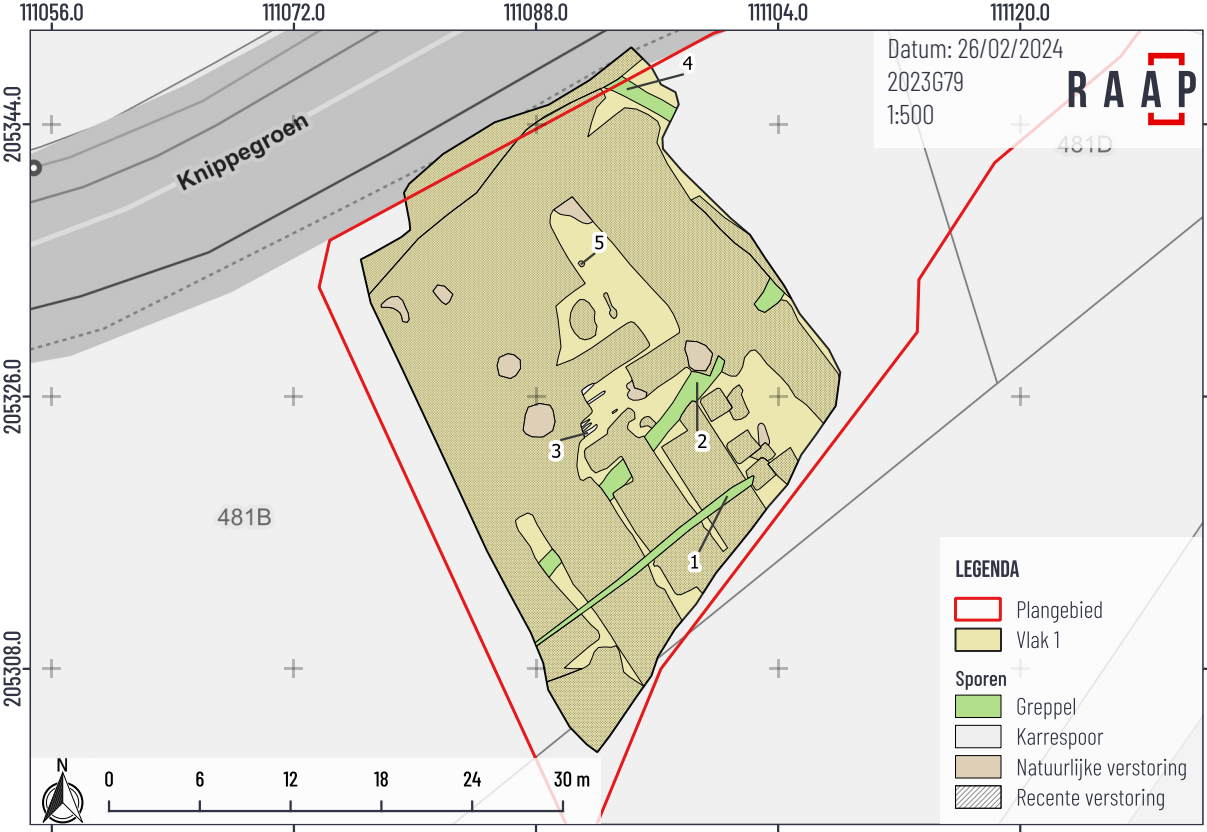 111056.0 111072.0 111088.0 111104.0 111120.0
Datum: 26/02/2024
2023G79
1:500
RAAP
481D
205344.0
Knippegroen
4
5
205326.0
3
2
481B
1
205308.0
LEGENDA
Plangebied
Vlak 1
Sporen
Greppel
Karrespoor
Natuurlijke verstoring
Recente verstoring
N
0 6 12 18 24 30 m